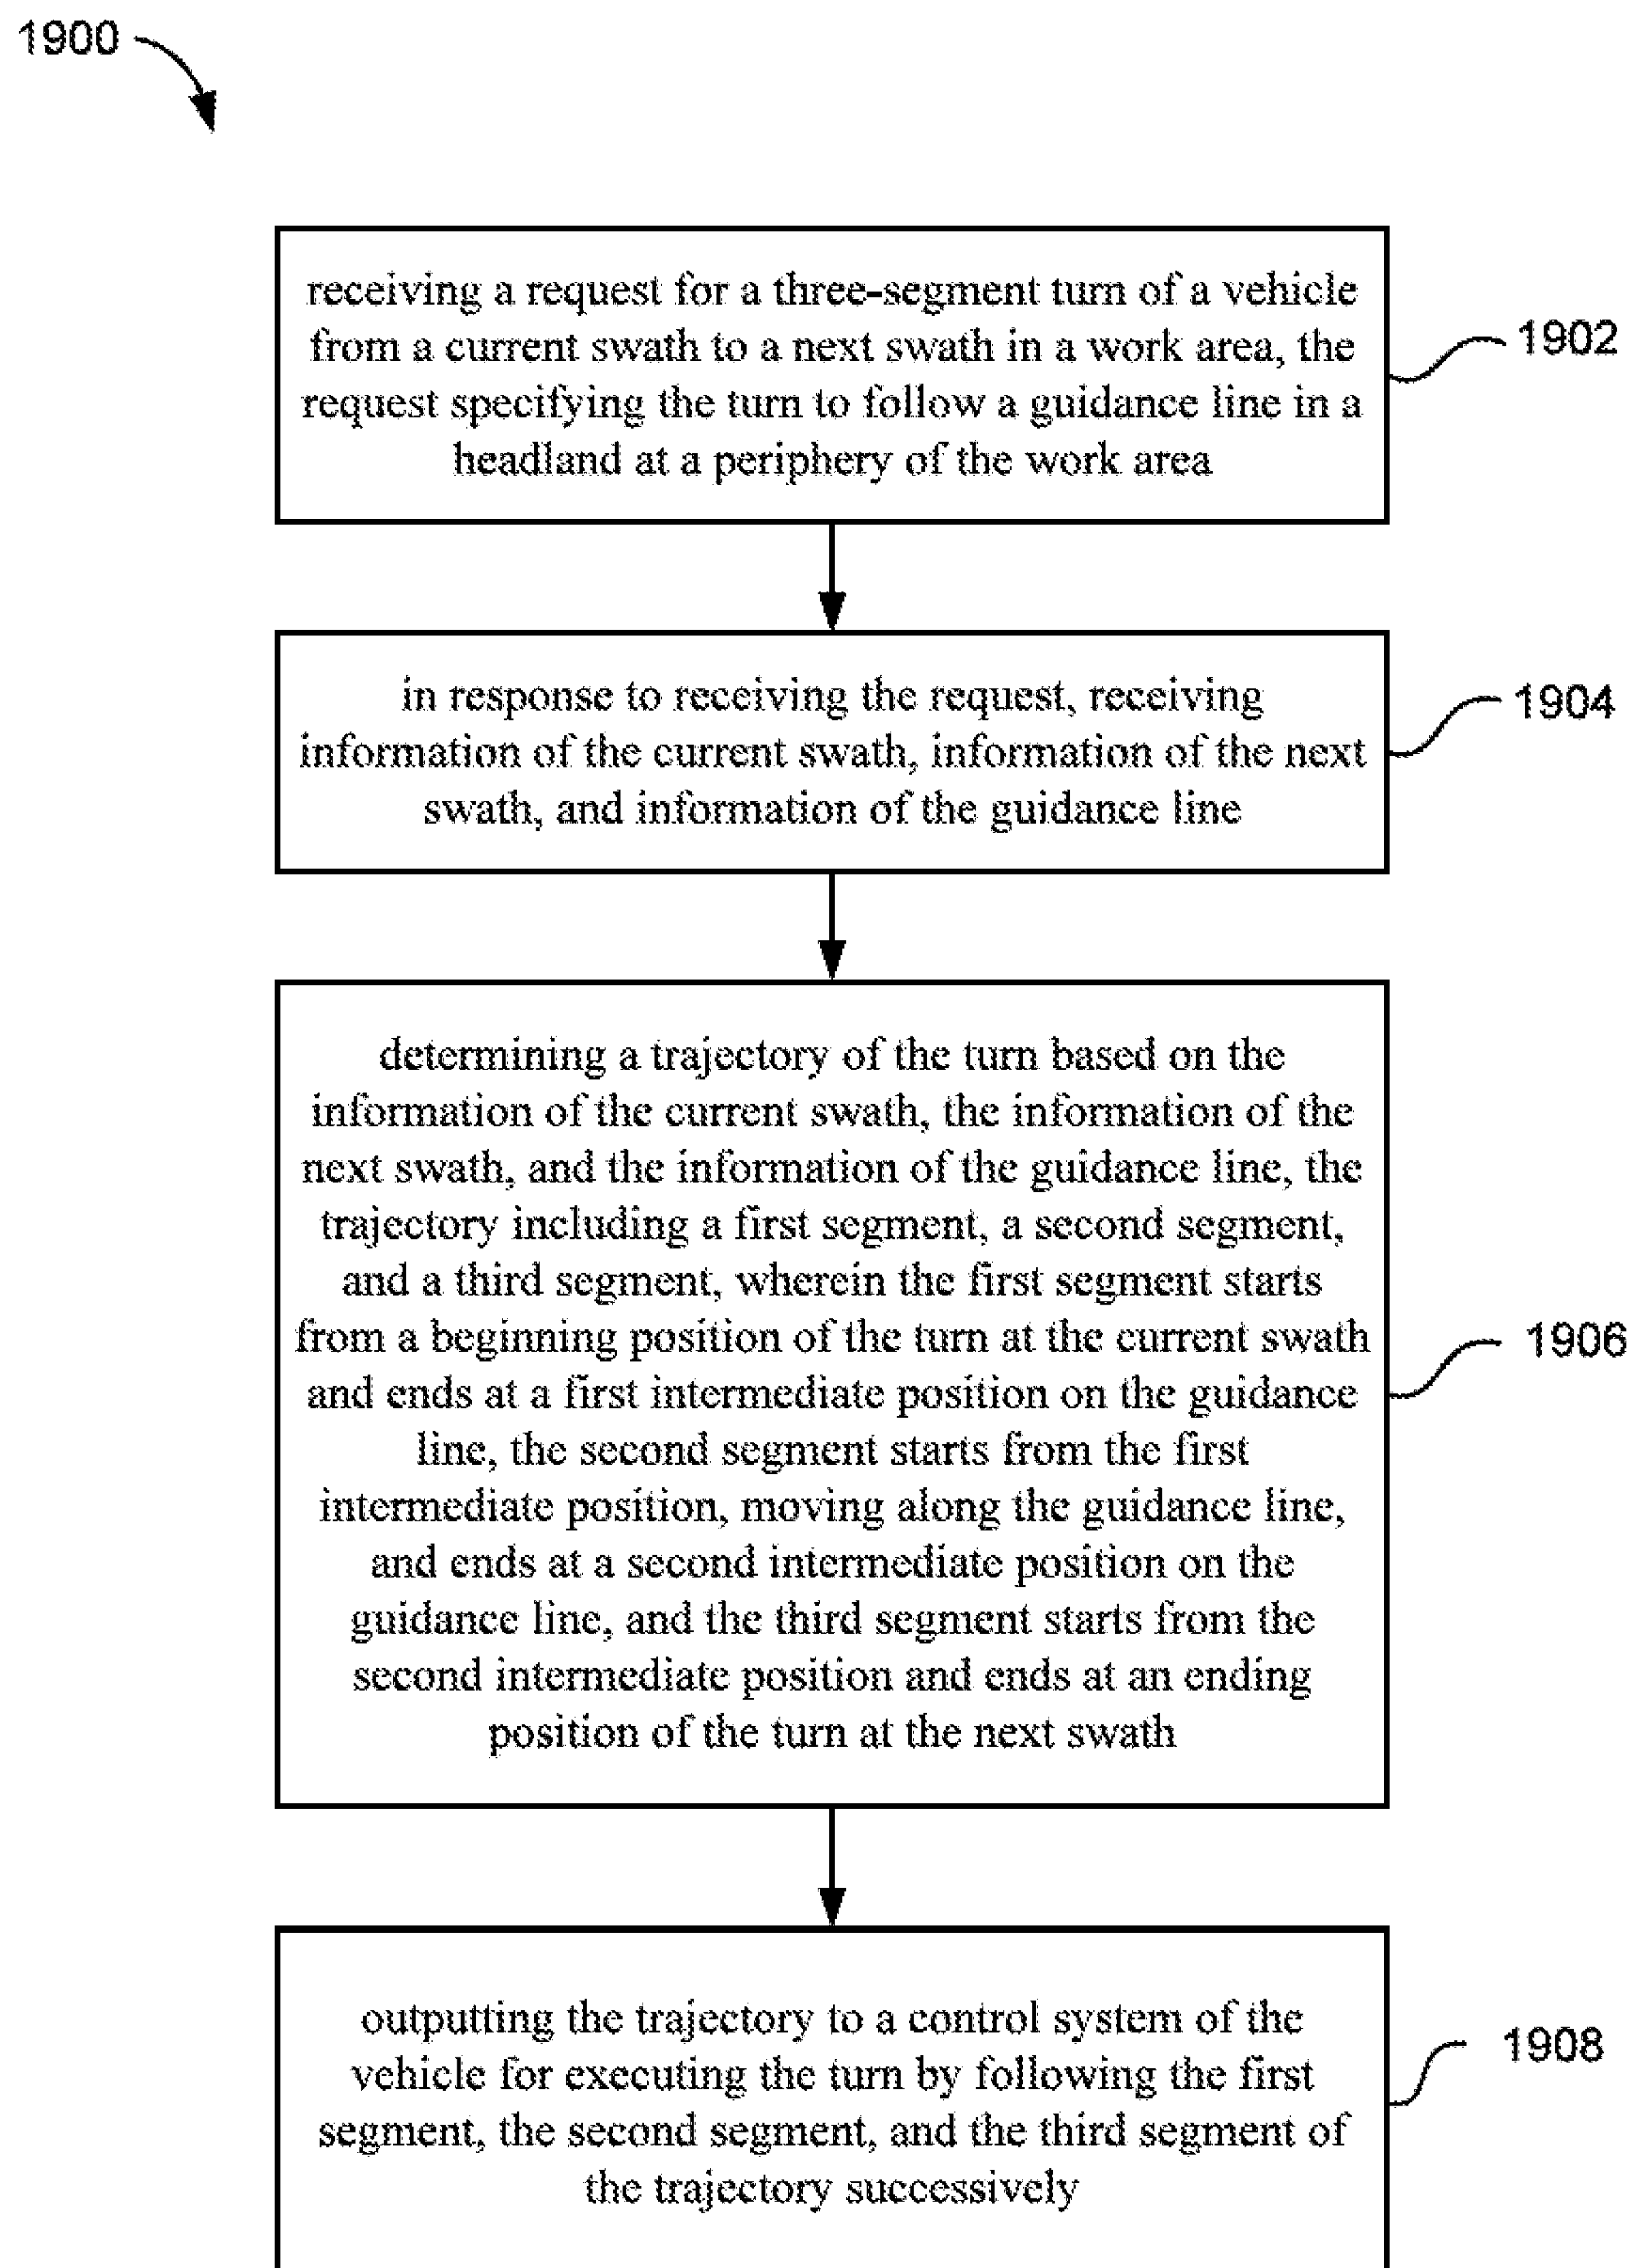 1900
receiving a request for a three-segment turn of a vehicle
from a current swath to a next swath in a work area, the
request specifying the turn to follow a guidance line in a
headland at a periphery of the work area
1902
in response to receiving the request, receiving
information of the current swath, information of the next
swath, and information of the guidance line
1904
determining a trajectory of the turn based on the
information of the current swath, the information of the
next swath, and the information of the guidance line, the
trajectory including a first segment, a second segment,
and a third segment, wherein the first segment starts
from a beginning position of the turn at the current swath
and ends at a first intermediate position on the guidance
line, the second segment starts from the first
intermediate position, moving along the guidance line,
and ends at a second intermediate position on the
guidance line, and the third segment starts from the
second intermediate position and ends at an ending
position of the turn at the next swath
1906
outputting the trajectory to a control system of the
vehicle for executing the turn by following the first
segment, the second segment, and the third segment of
the trajectory successively
1908